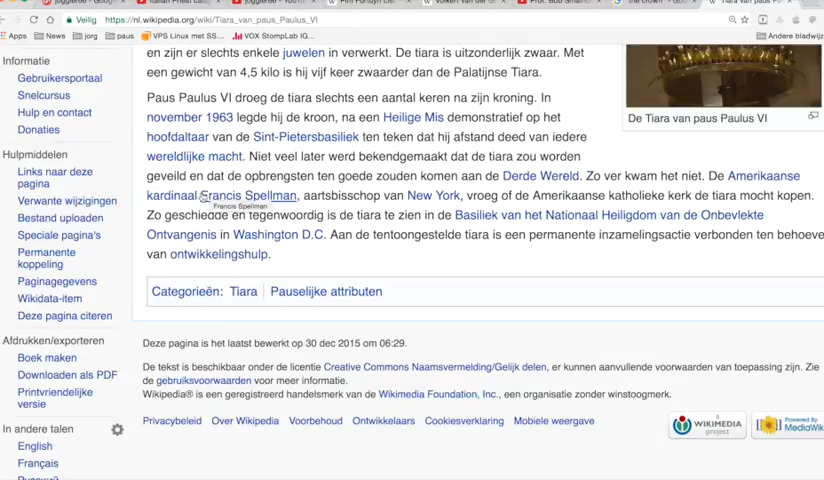 Veilig https://nl.wikipedia.org/wiki/Tiara_van_paus_Paulus_VI
Apps News jorg paus VPS Linux met SS... VOX StompLab IG... Andere bladwijz
en zijn er slechts enkele juwelen in verwerkt. De tiara is uitzonderlijk zwaar. Met
een gewicht van 4,5 kilo is hij vijf keer zwaarder dan de Palatijnse Tiara.
Paus Paulus VI droeg de tiara slechts een aantal keren na zijn kroning. In
november 1963 legde hij de kroon, na een Heilige Mis demonstratief op het
hoofdaltaar van de Sint-Pietersbasiliek ten teken dat hij afstand deed van iedere
wereldlijke macht. Niet veel later werd bekendgemaakt dat de tiara zou worden
geveild en dat de opbrengsten ten goede zouden komen aan de Derde Wereld. Zo ver kwam het niet. De Amerikaanse
kardinaal Francis Spellman, aartsbisschop van New York, vroeg of de Amerikaanse katholieke kerk de tiara mocht kopen.
Francis Spellman
Zo geschiedde en tegenwoordig is de tiara te zien in de Basiliek van het Nationaal Heiligdom van de Onbevlekte
Ontvangenis in Washington D.C. Aan de tentoongestelde tiara is een permanente inzamelingsactie verbonden ten behoeve
van ontwikkelingshulp.
De Tiara van paus Paulus VI
Categorieën: Tiara Pauselijke attributen
Deze pagina is het laatst bewerkt op 30 dec 2015 om 06:29.
De tekst is beschikbaar onder de licentie Creative Commons Naamsvermelding/Gelijk delen, er kunnen aanvullende voorwaarden van toepassing zijn. Zie
de gebruiksvoorwaarden voor meer informatie.
Wikipedia® is een geregistreerd handelsmerk van de Wikimedia Foundation, Inc., een organisatie zonder winstoogmerk.
Privacybeleid Over Wikipedia Voorbehoud Ontwikkelaars Cookiesverklaring Mobiele weergave
A
WIKIMEDIA
project
Powered By
MediaWik
Informatie
Gebruikersportaal
Snelcursus
Hulp en contact
Donaties
Hulpmiddelen
Links naar deze
pagina
Verwante wijzigingen
Bestand uploaden
Speciale pagina's
Permanente
koppeling
Paginagegevens
Wikidata-item
Deze pagina citeren
Afdrukken/exporteren
Boek maken
Downloaden als PDF
Printvriendelijke
versie
In andere talen
English
Français